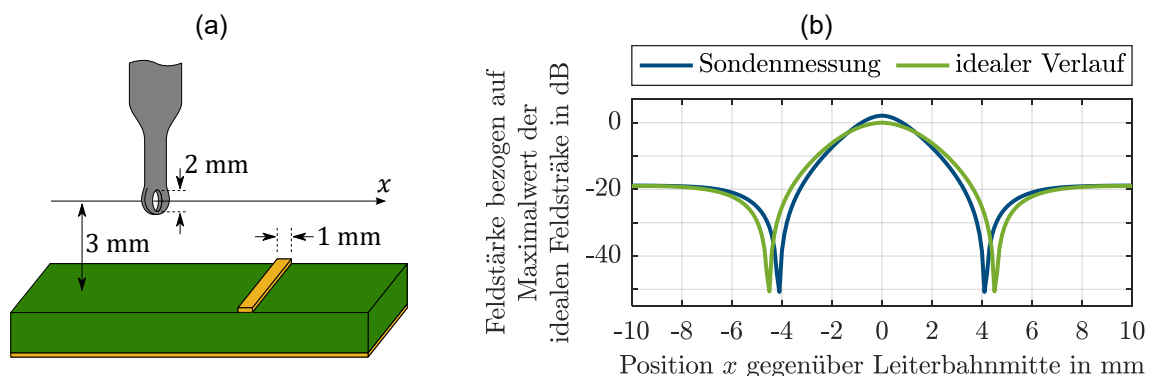 (a)
2 mm
x
3 mm
1 mm
(b)
Sondenmessung
idealer Verlauf
Feldstärke bezogen auf
Maximalwert der
idealen Feldsträke in dB
0
-20
-40
-10 -8 -6 -4 -2 0 2 4 6 8 10
Position x gegenüber Leiterbahnmitte in mm